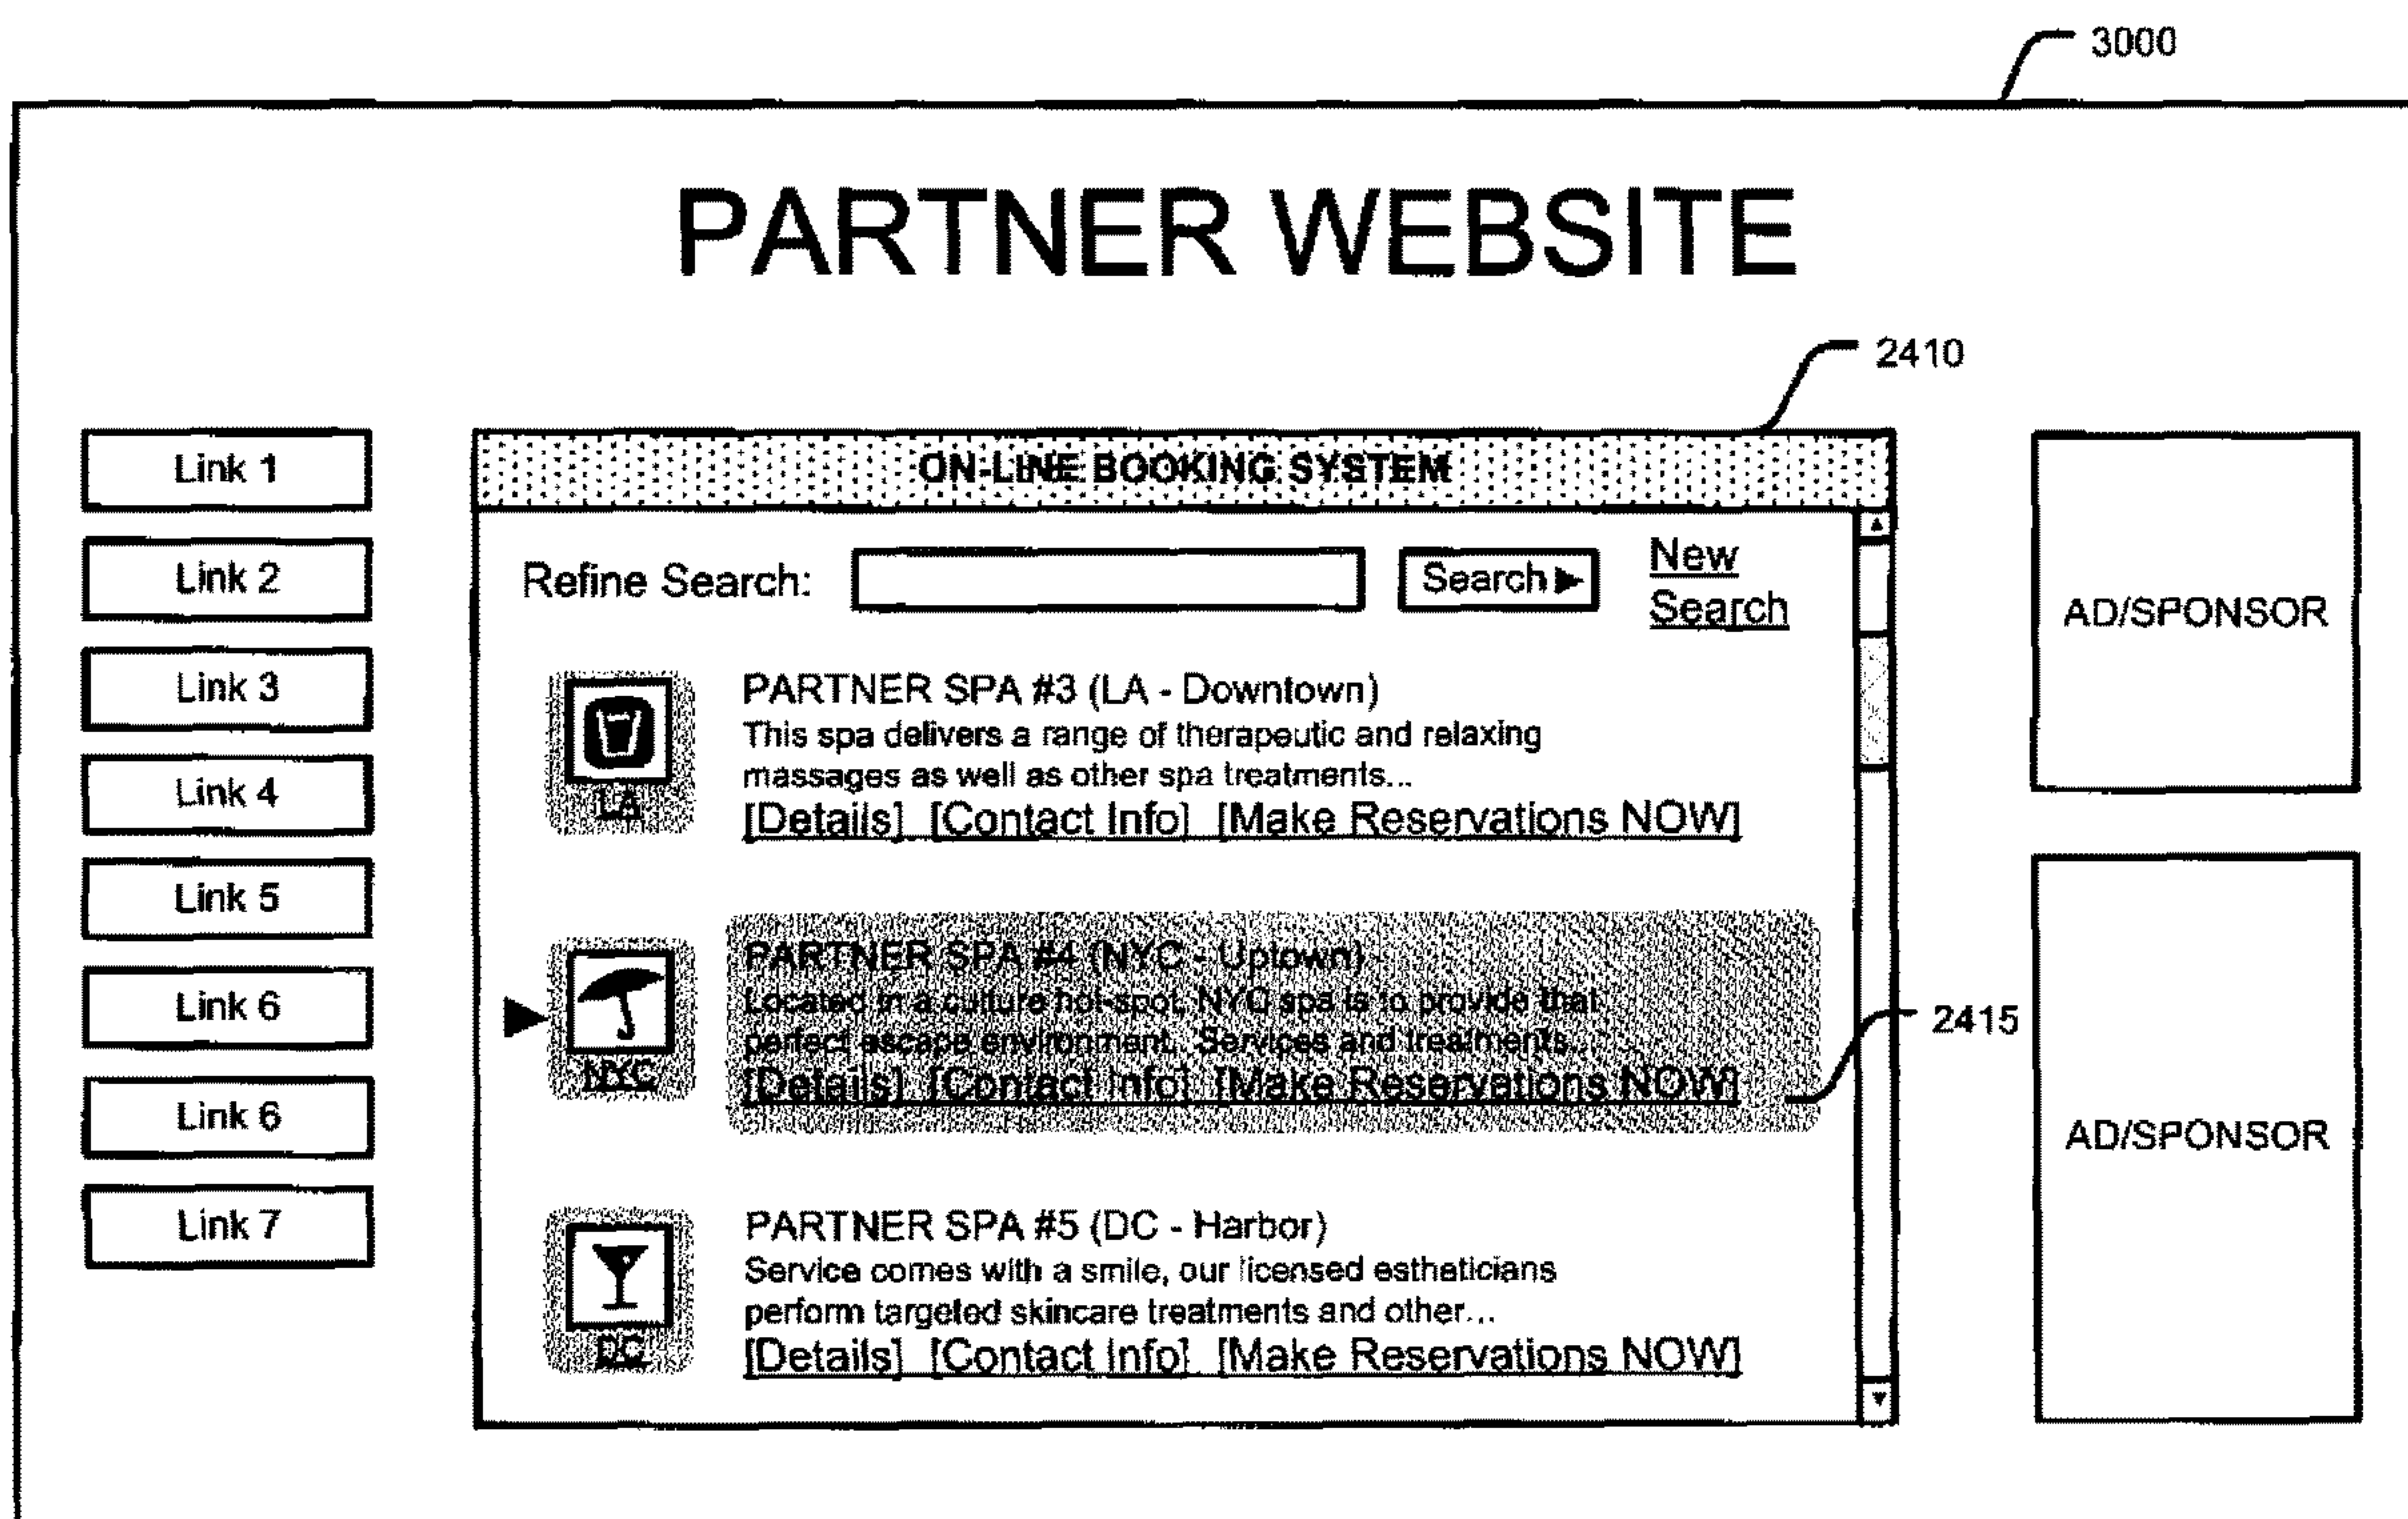 3000
PARTNER WEBSITE
2410
Link 1
Link 2
Link 3
Link 4
Link 5
Link 6
Link 6
Link 7
ON-LINE BOOKING SYSTEM
Refine Search:
Search
New
Search
LA
PARTNER SPA #3 (LA - Downtown)
This spa delivers a range of therapeutic and relaxing
massages as well as other spa treatments...
[Details] [Contact Info] [Make Reservations NOW]
NYC
PARTNER SPA #4 (NYC - Uptown)
Located in a culture hot-spot, NYC spa is to provide that
perfect escape environment. Services and treatments...
[Details] [Contact Info] [Make Reservations NOW]
2415
DC
PARTNER SPA #5 (DC - Harbor)
Service comes with a smile, our licensed estheticians
perform targeted skincare treatments and other...
[Details] [Contact Info] [Make Reservations NOW]
AD/SPONSOR
AD/SPONSOR